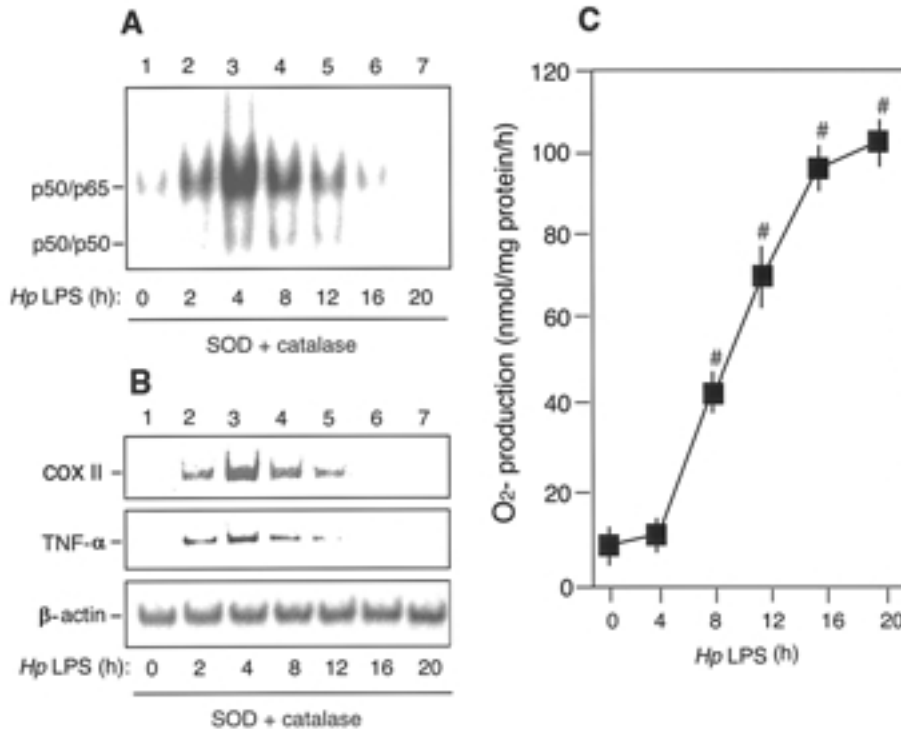 A
1 2 3 4 5 6 7
p50/p65
p50/p50
Hp LPS (h): 0 2 4 8 12 16 20
SOD + catalase
B
1 2 3 4 5 6 7
COX II
TNF-α
β-actin
Hp LPS (h): 0 2 4 8 12 16 20
SOD + catalase
C
O2- production (nmol/mg protein/h)
120
100
80
60
40
20
0
# # # # #
0 4 8 12 16 20
Hp LPS (h)